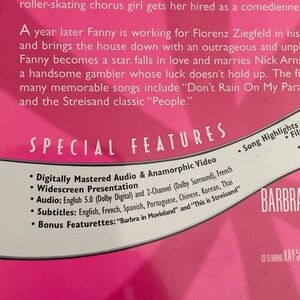 roller-skating chorus girl gets her hired as a comedienne
A year later Fanny is working for Florenz Ziegfeld in his
and brings the house down with an outrageous and unp
Fanny becomes a star, falls in love and marries Nick Arns
a handsome gambler whose luck doesn't hold up. The fi
many memorable songs include "Don't Rain On My Para
and the Streisand classic "People."
SPECIAL FEATURES
• Digitally Mastered Audio & Anamorphic Video
• Widescreen Presentation
• Audio: English 5.0 (Dolby Digital) and 2-Channel (Dolby Surround), French
• Subtitles: English, French, Spanish, Portuguese, Chinese, Korean, Thai
• Bonus Featurettes: "Barbra in Movieland" and "This is Streisand"
• Song Highlights
BARBRA
CO-STARRING KAY